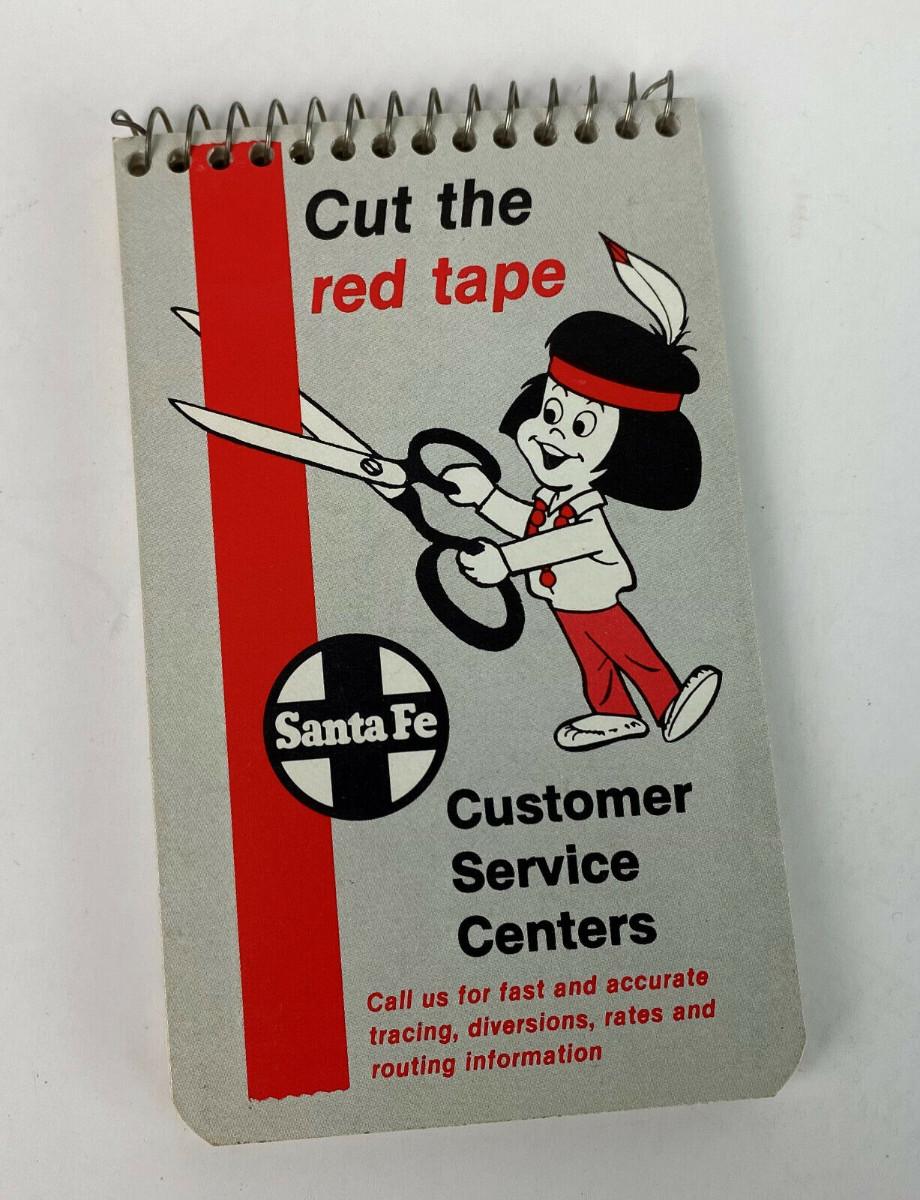 Cut the
red tape
Santa Fe
Customer
Service
Centers
Call us for fast and accurate
tracing, diversions, rates and
routing information